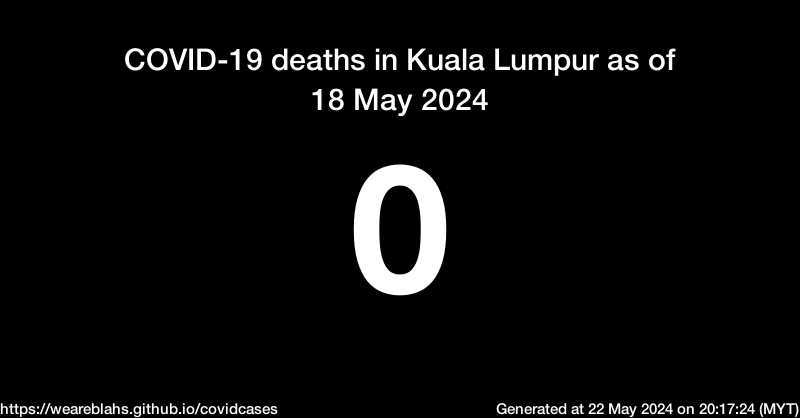 COVID-19 deaths in Kuala Lumpur as of
18 May 2024
0
https://weareblahs.github.io/covidcases
Generated at 22 May 2024 on 20:17:24 (MYT)